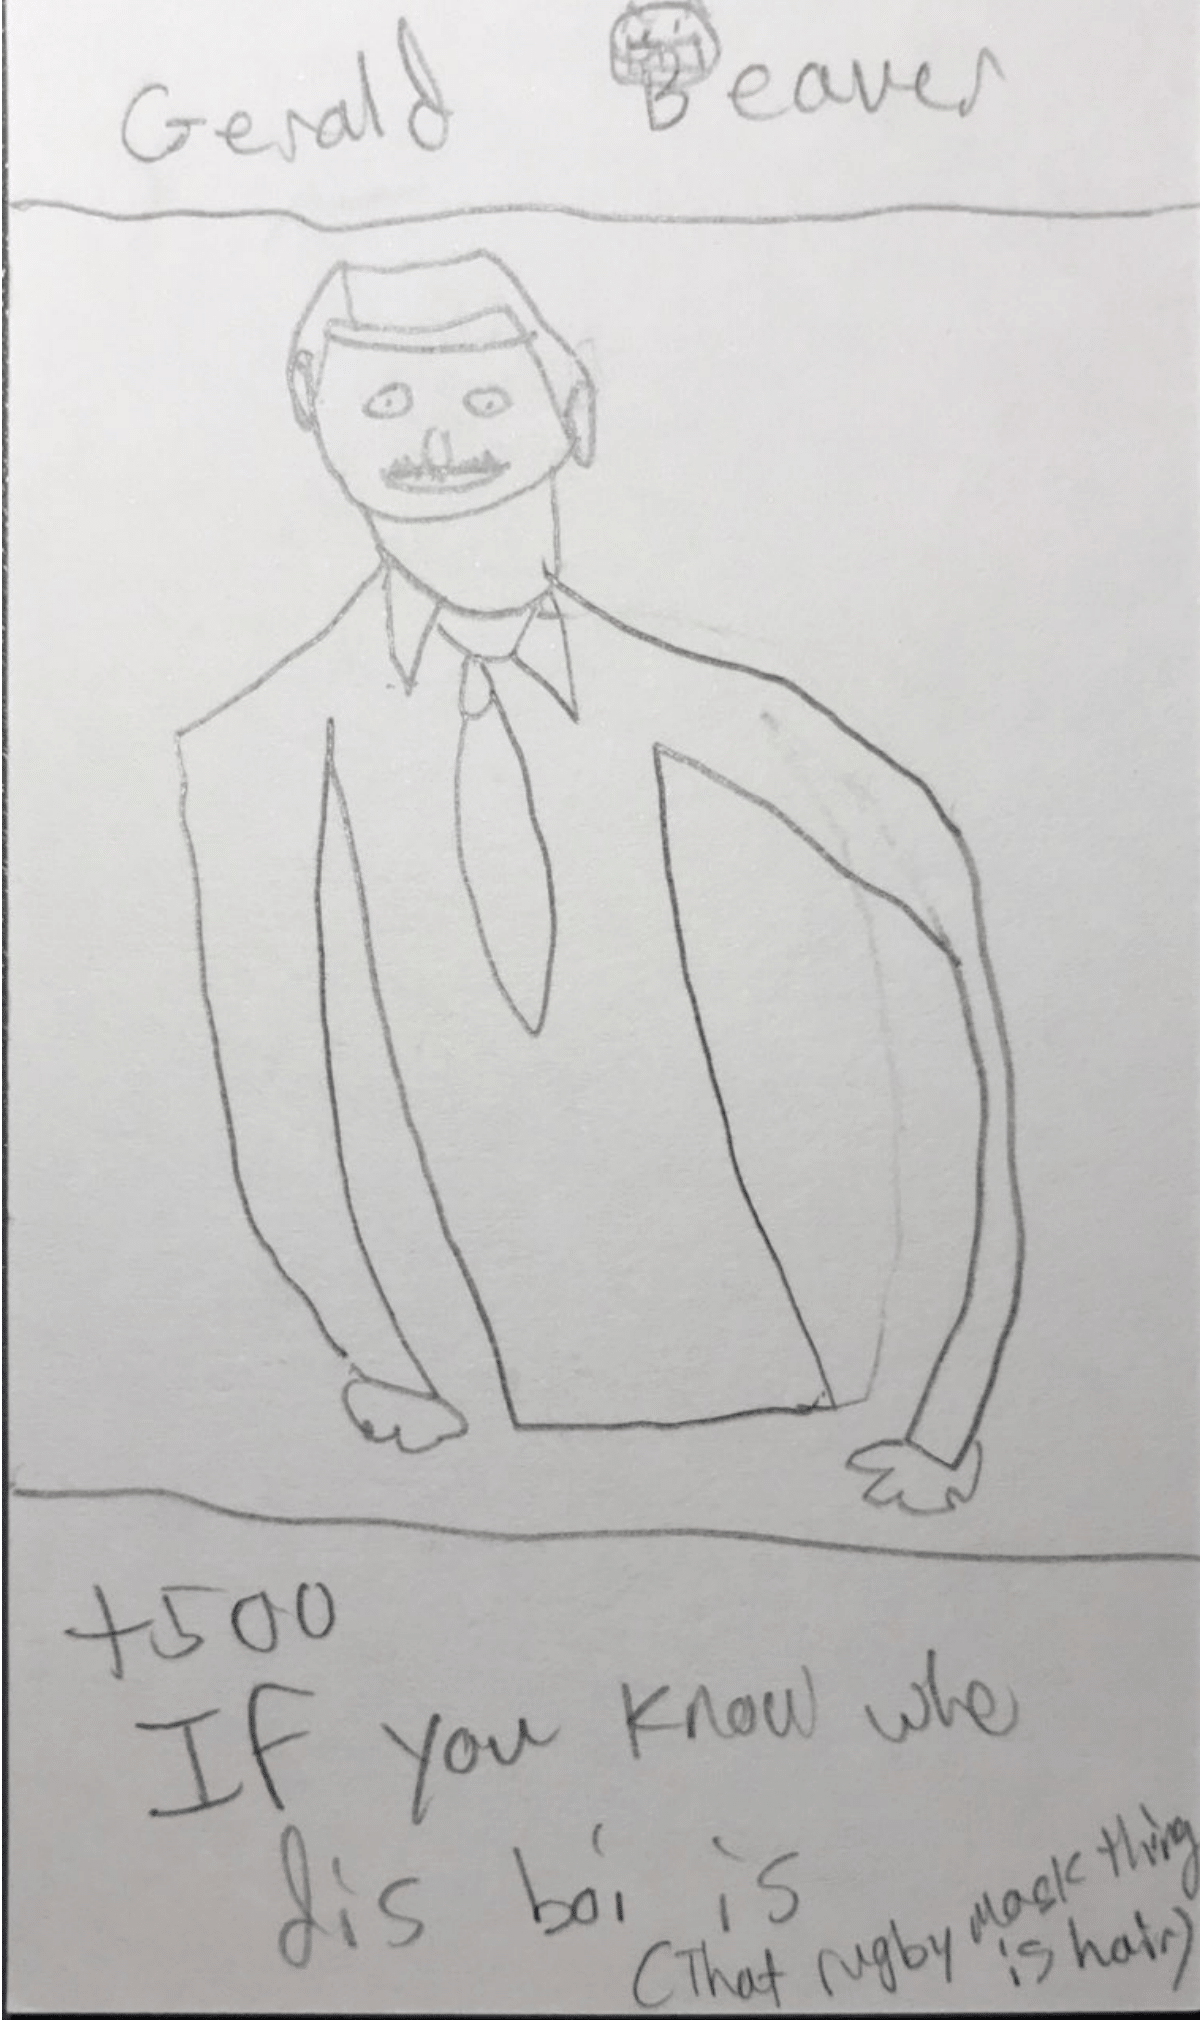 Gerald Beaver
+500
If you know who
dis boi is
(That rugby mask thing
is hair)